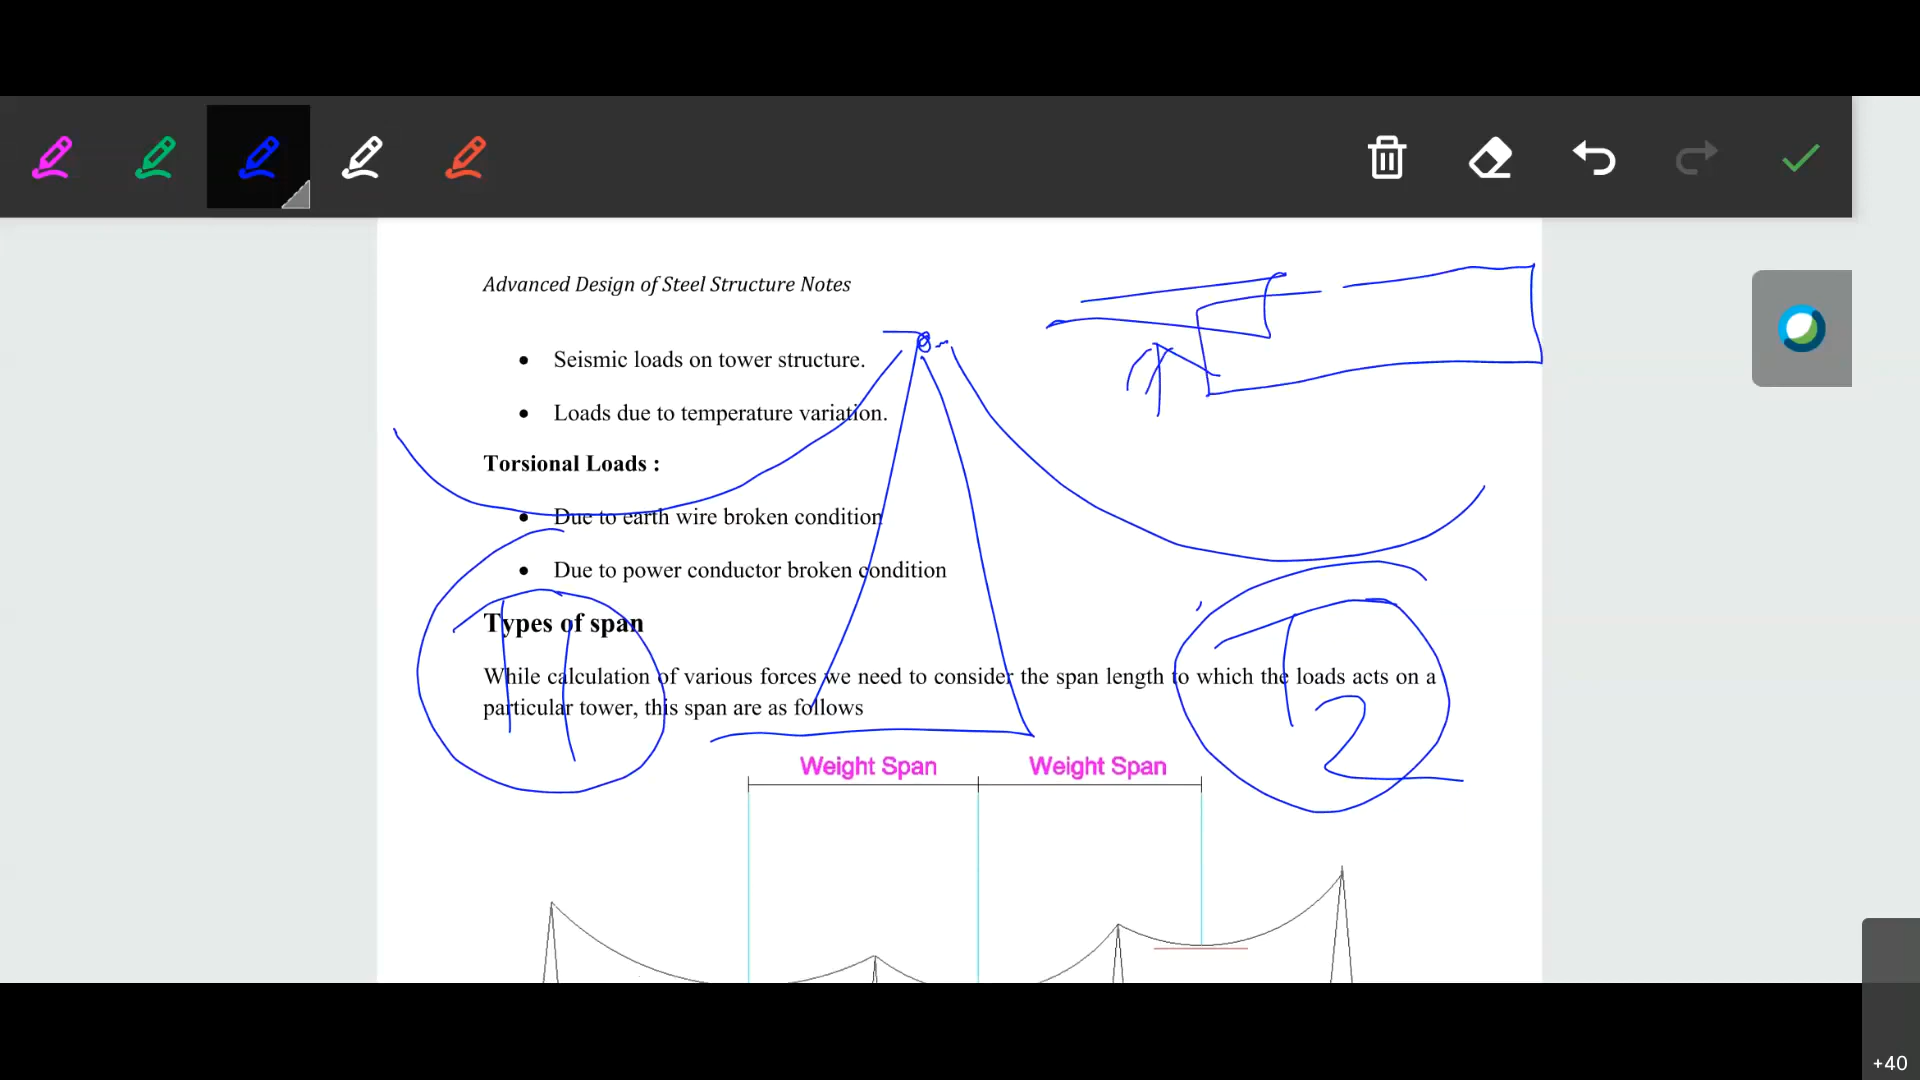 Advanced Design of Steel Structure Notes
• Seismic loads on tower structure.
• Loads due to temperature variation.
Torsional Loads :
• Due to earth wire broken condition
• Due to power conductor broken condition
Types of span
While calculation of various forces we need to consider the span length to which the loads acts on a
particular tower, this span are as follows
T1
T2
Weight Span Weight Span
+40